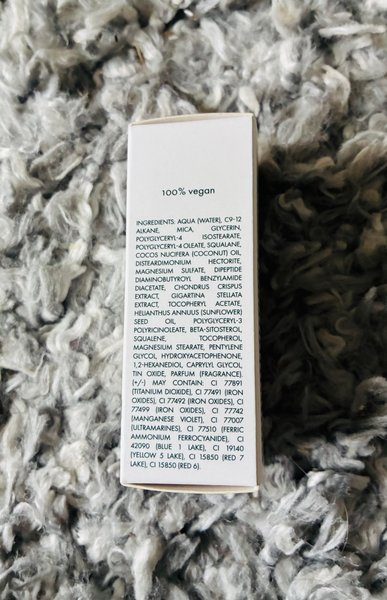 100% vegan
INGREDIENTS: AQUA (WATER), C9-12
ALKANE, MICA, GLYCERIN,
POLYGLYCERYL-4 ISOSTEARATE,
POLYGLYCERYL-4 OLEATE, SQUALANE,
COCOS NUCIFERA (COCONUT) OIL,
DISTEARDIMONIUM HECTORITE,
MAGNESIUM SULFATE, DIPEPTIDE
DIAMINOBUTYROYL BENZYLAMIDE
DIACETATE, CHONDRUS CRISPUS
EXTRACT, GIGARTINA STELLATA
EXTRACT, TOCOPHERYL ACETATE,
HELIANTHUS ANNUUS (SUNFLOWER)
SEED OIL, POLYGLYCERYL-3
POLYRICINOLEATE, BETA-SITOSTEROL,
SQUALENE, TOCOPHEROL,
MAGNESIUM STEARATE, PENTYLENE
GLYCOL, HYDROXYACETOPHENONE,
1,2-HEXANEDIOL, CAPRYLYL GLYCOL,
TIN OXIDE, PARFUM (FRAGRANCE).
(+/-) MAY CONTAIN: CI 77891
(TITANIUM DIOXIDE), CI 77491 (IRON
OXIDES), CI 77492 (IRON OXIDES), CI
77499 (IRON OXIDES), CI 77742
(MANGANESE VIOLET), CI 77007
(ULTRAMARINES), CI 77510 (FERRIC
AMMONIUM FERROCYANIDE), CI
42090 (BLUE 1 LAKE), CI 19140
(YELLOW 5 LAKE), CI 15850 (RED 7
LAKE), CI 15850 (RED 6).